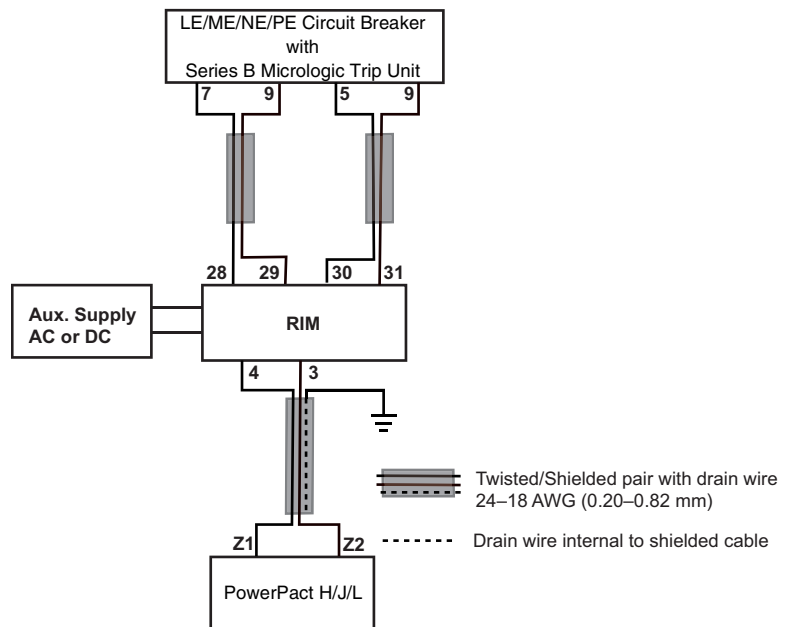 LE/ME/NE/PE Circuit Breaker
with
Series B Micrologic Trip Unit
7 9 5 9
28 29 30 31
Aux. Supply
AC or DC
RIM
4 3
Twisted/Shielded pair with drain wire
24–18 AWG (0.20–0.82 mm)
Z1 Z2
Drain wire internal to shielded cable
PowerPact H/J/L